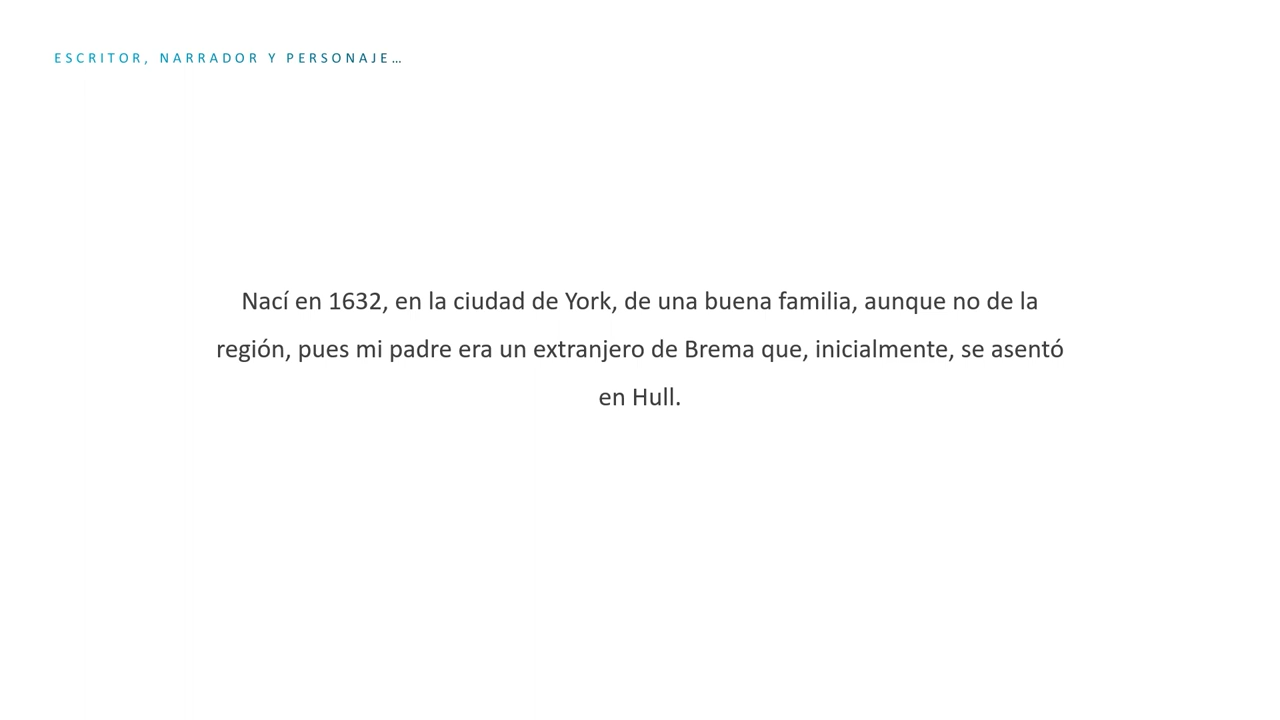 ESCRITOR, NARRADOR Y PERSONAJE…
Nací en 1632, en la ciudad de York, de una buena familia, aunque no de la
región, pues mi padre era un extranjero de Brema que, inicialmente, se asentó
en Hull.